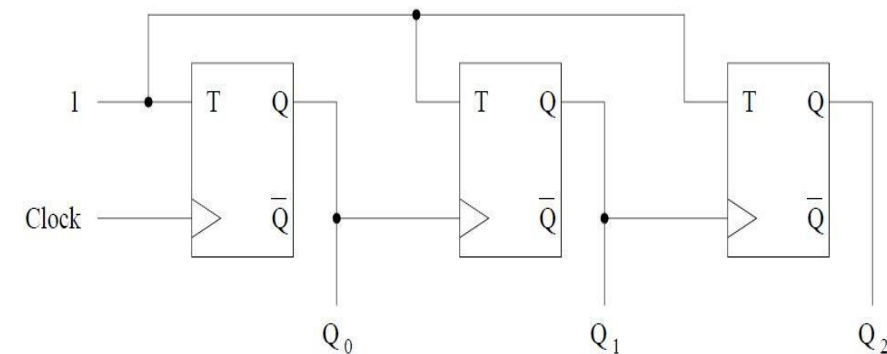 1 T Q T Q T Q
Clock Q̅ Q̅ Q̅
Q₀ Q₁ Q₂